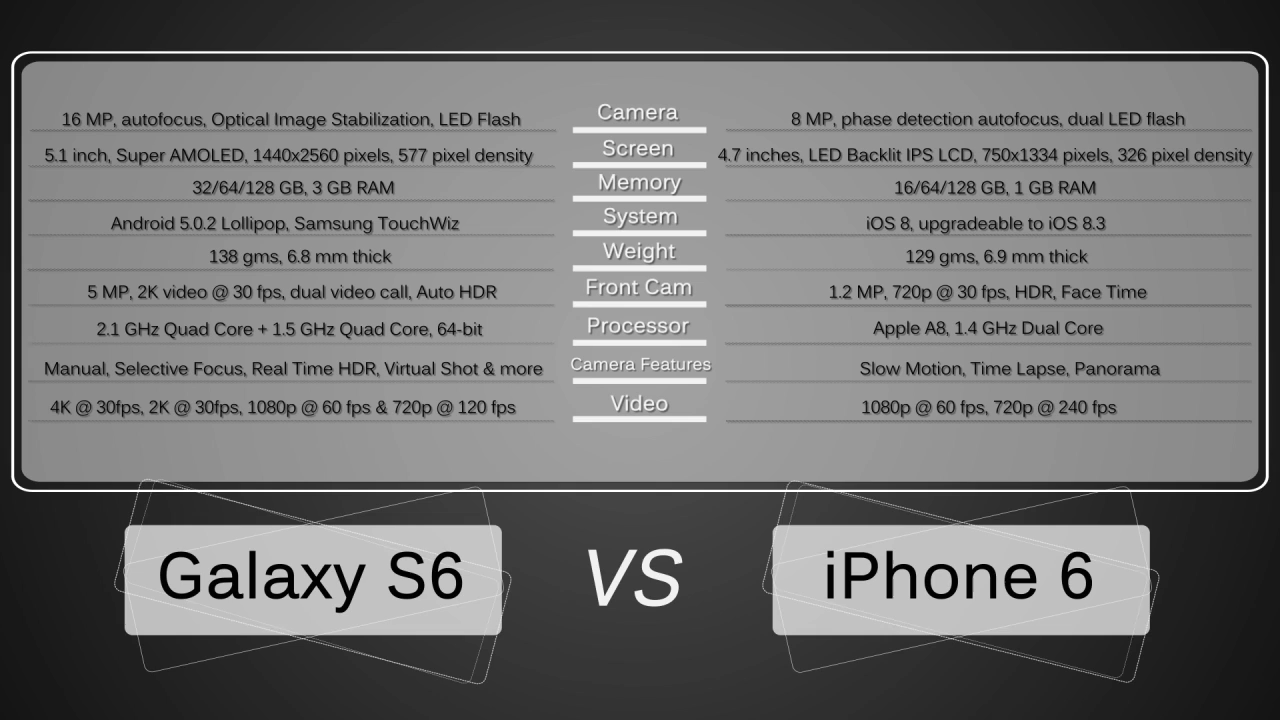 16 MP, autofocus, Optical Image Stabilization, LED Flash Camera 8 MP, phase detection autofocus, dual LED flash
5.1 inch, Super AMOLED, 1440x2560 pixels, 577 pixel density Screen 4.7 inches, LED Backlit IPS LCD, 750x1334 pixels, 326 pixel density
32/64/128 GB, 3 GB RAM Memory 16/64/128 GB, 1 GB RAM
Android 5.0.2 Lollipop, Samsung TouchWiz System iOS 8, upgradeable to iOS 8.3
138 gms, 6.8 mm thick Weight 129 gms, 6.9 mm thick
5 MP, 2K video @ 30 fps, dual video call, Auto HDR Front Cam 1.2 MP, 720p @ 30 fps, HDR, Face Time
2.1 GHz Quad Core + 1.5 GHz Quad Core, 64-bit Processor Apple A8, 1.4 GHz Dual Core
Manual, Selective Focus, Real Time HDR, Virtual Shot & more Camera Features Slow Motion, Time Lapse, Panorama
4K @ 30fps, 2K @ 30fps, 1080p @ 60 fps & 720p @ 120 fps Video 1080p @ 60 fps, 720p @ 240 fps
Galaxy S6 VS iPhone 6